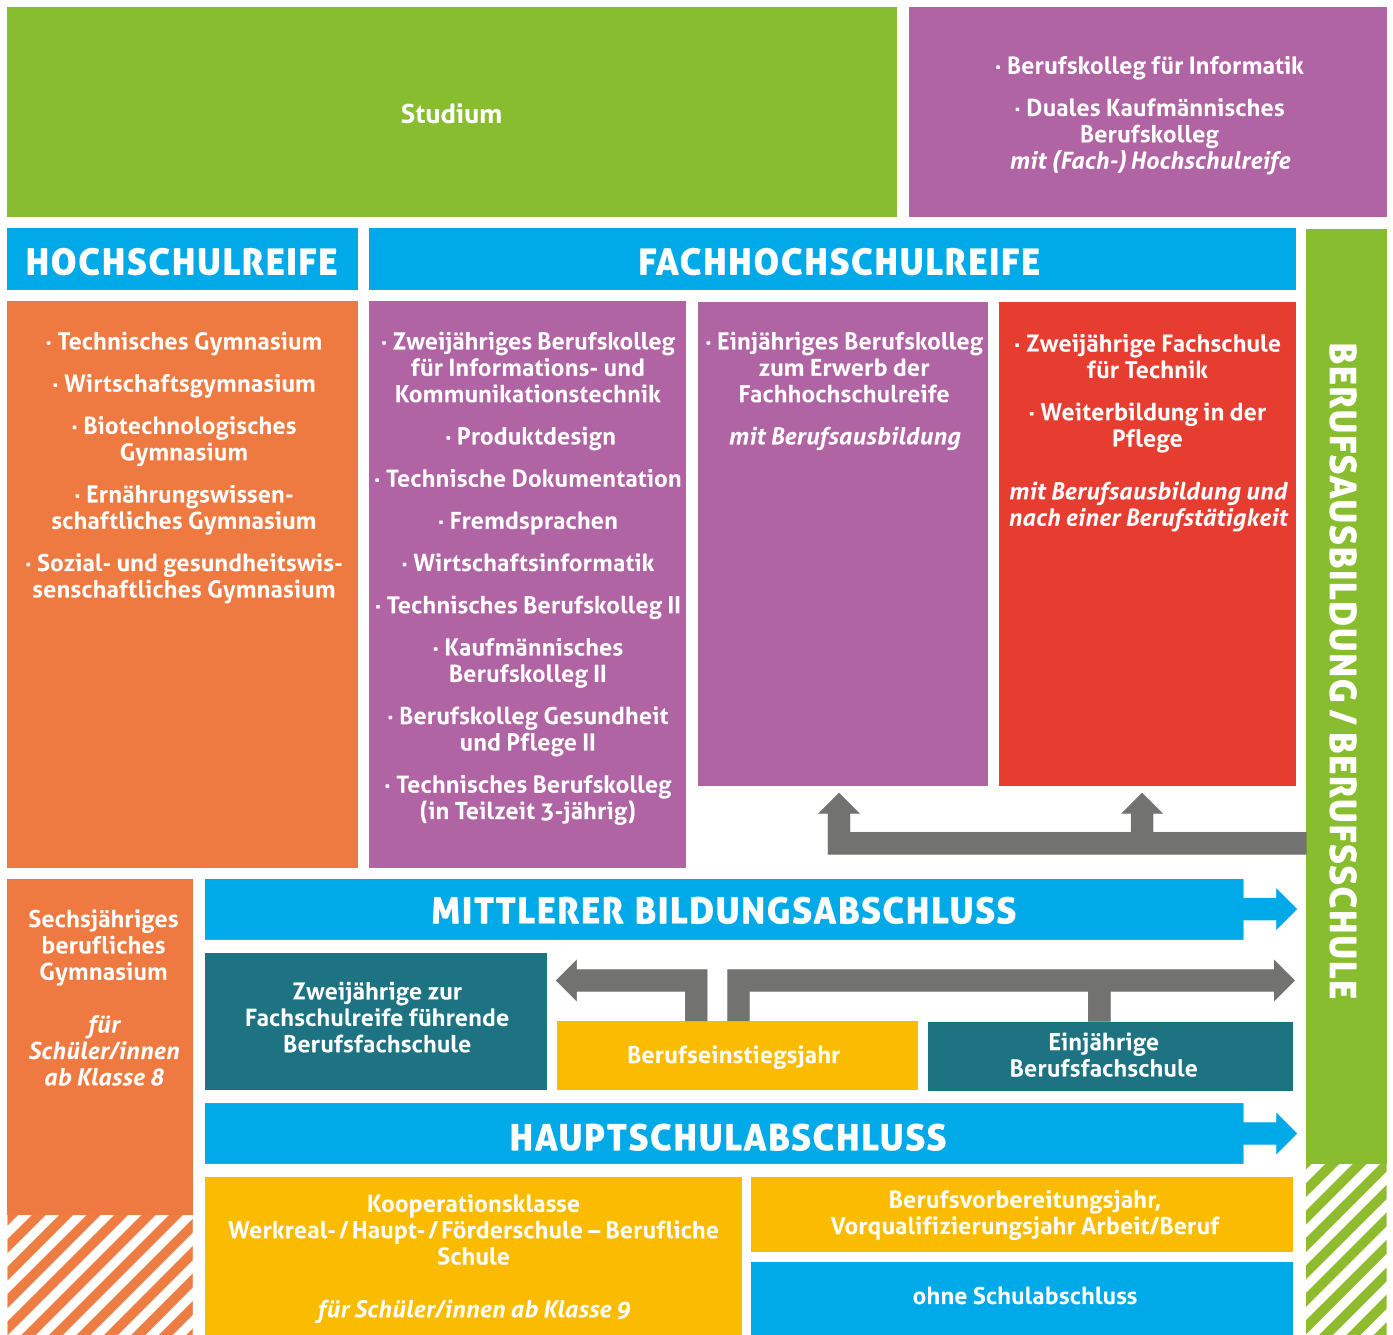 Studium
· Berufskolleg für Informatik
· Duales Kaufmännisches
Berufskolleg
mit (Fach-) Hochschulreife
HOCHSCHULREIFE
FACHHOCHSCHULREIFE
· Technisches Gymnasium
· Wirtschaftsgymnasium
· Biotechnologisches
Gymnasium
· Ernährungswissen-
schaftliches Gymnasium
· Sozial- und gesundheitswis-
senschaftliches Gymnasium
· Zweijähriges Berufskolleg
für Informations- und
Kommunikationstechnik
· Produktdesign
· Technische Dokumentation
· Fremdsprachen
· Wirtschaftsinformatik
· Technisches Berufskolleg II
· Kaufmännisches
Berufskolleg II
· Berufskolleg Gesundheit
und Pflege II
· Technisches Berufskolleg
(in Teilzeit 3-jährig)
· Einjähriges Berufskolleg
zum Erwerb der
Fachhochschulreife
mit Berufsausbildung
· Zweijährige Fachschule
für Technik
· Weiterbildung in der
Pflege
mit Berufsausbildung und
nach einer Berufstätigkeit
BERUFSAUSBILDUNG / BERUFSSCHULE
Sechsjähriges
berufliches
Gymnasium
für
Schüler/innen
ab Klasse 8
MITTLERER BILDUNGSABSCHLUSS
Zweijährige zur
Fachschulreife führende
Berufsfachschule
Berufseinstiegsjahr
Einjährige
Berufsfachschule
HAUPTSCHULABSCHLUSS
Kooperationsklasse
Werkreal- / Haupt- / Förderschule – Berufliche
Schule
für Schüler/innen ab Klasse 9
Berufsvorbereitungsjahr,
Vorqualifizierungsjahr Arbeit/Beruf
ohne Schulabschluss